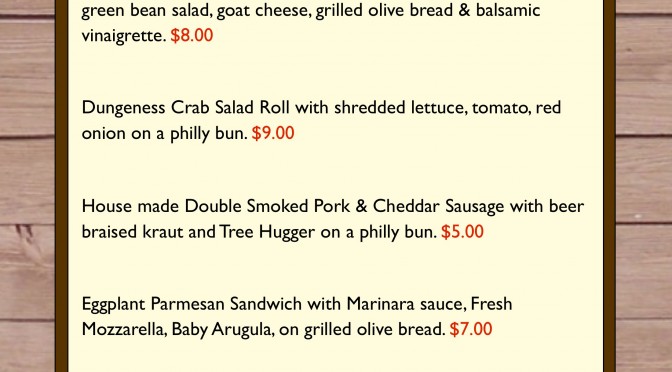 green bean salad, goat cheese, grilled olive bread & balsamic
vinaigrette. $8.00
Dungeness Crab Salad Roll with shredded lettuce, tomato, red
onion on a philly bun. $9.00
House made Double Smoked Pork & Cheddar Sausage with beer
braised kraut and Tree Hugger on a philly bun. $5.00
Eggplant Parmesan Sandwich with Marinara sauce, Fresh
Mozzarella, Baby Arugula, on grilled olive bread. $7.00